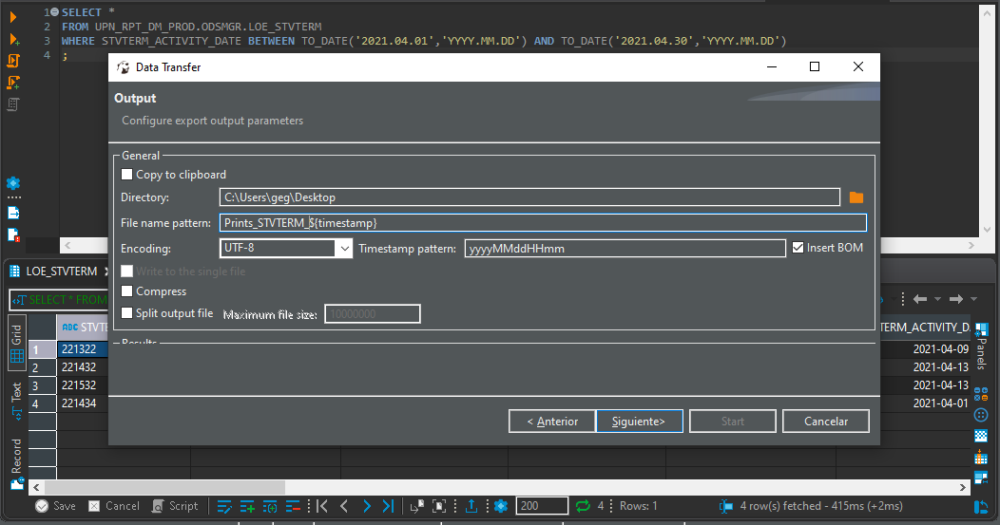 1 SELECT *
2 FROM UPN_RPT_DM_PROD.ODSMGR.LOE_STVTERM
3 WHERE STVTERM_ACTIVITY_DATE BETWEEN TO_DATE('2021.04.01','YYYY.MM.DD') AND TO_DATE('2021.04.30','YYYY.MM.DD')
4 ;
Data Transfer
Output
Configure export output parameters
General
Copy to clipboard
Directory: C:\Users\geg\Desktop
File name pattern: Prints_STVTERM_${timestamp}
Encoding: UTF-8 Timestamp pattern: yyyyMMddHHmm Insert BOM
Write to the single file
Compress
Split output file Maximum file size: 10000000
Results
< Anterior Siguiente> Start Cancelar
LOE_STVTERM
SELECT * FROM
Grid
Text
Record
ABC STVT
TERM_ACTIVITY_DA
Panels
1 221322 2021-04-09
2 221432 2021-04-13
3 221532 2021-04-13
4 221434 2021-04-01
Save Cancel Script 200 4 Rows: 1 4 row(s) fetched - 415ms (+2ms)